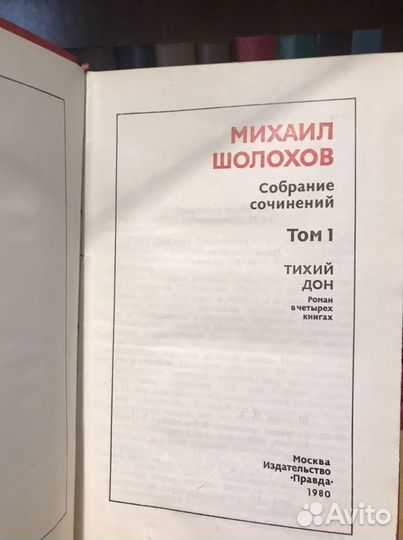 МИХАИЛ
ШОЛОХОВ
Собрание
сочинений
Том 1
ТИХИЙ
ДОН
Роман
в четырех
книгах
Москва
Издательство
«Правда»
1980
Avito